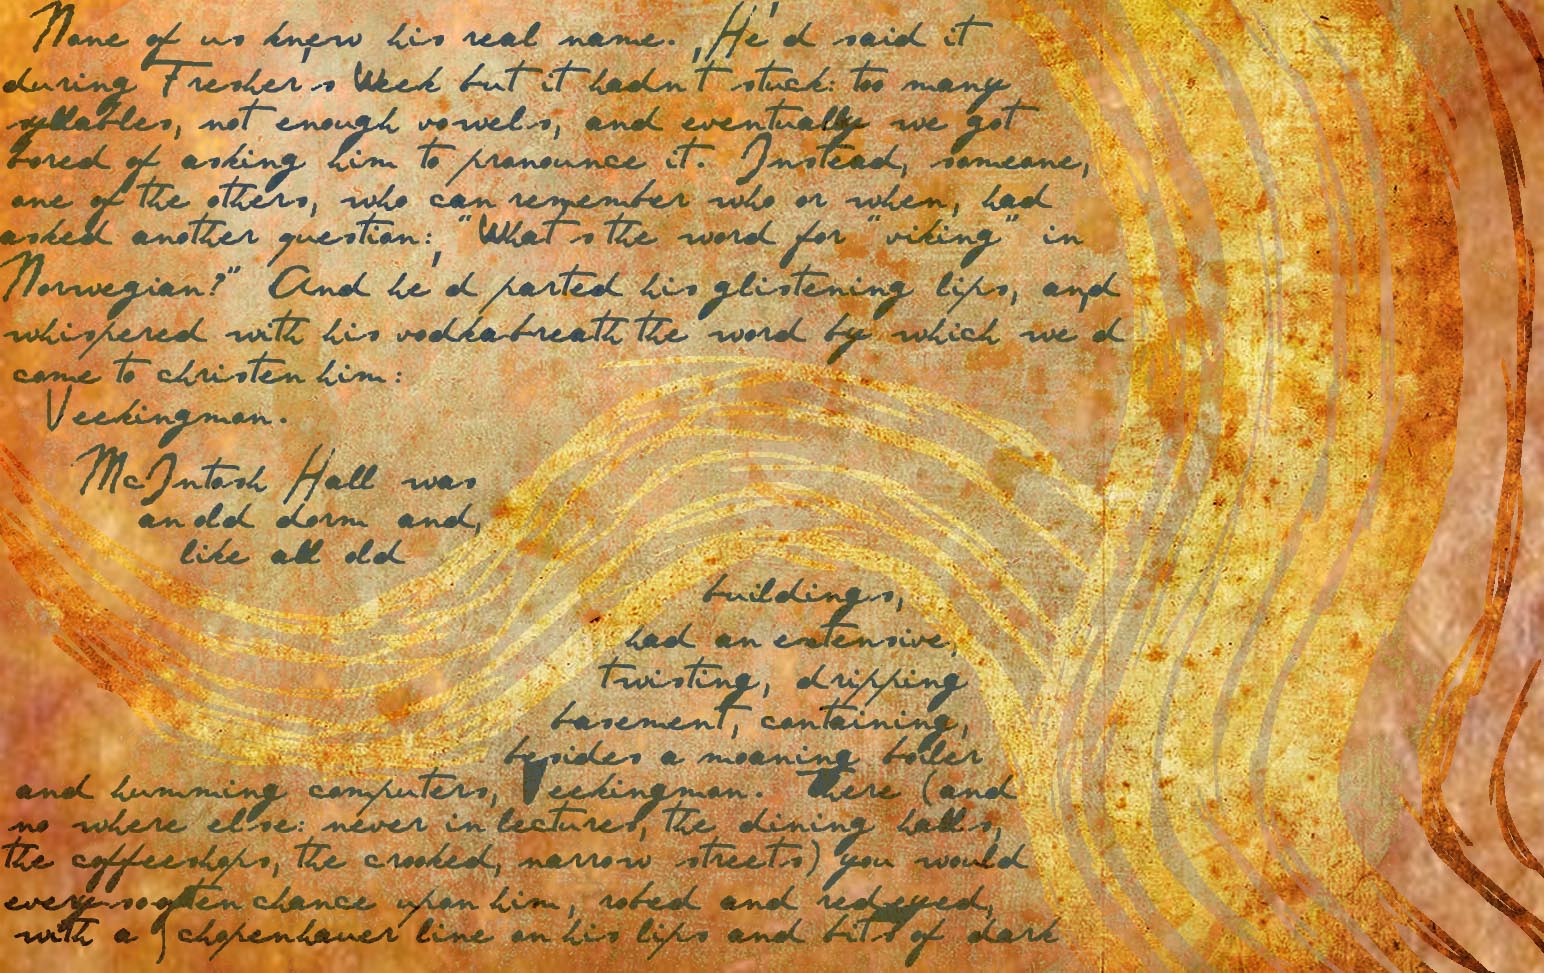 None of us knew his real name. He'd said it
during Fresher's Week but it hadn't stuck: too many
syllables, not enough vowels, and eventually we got
bored of asking him to pronounce it. Instead, someone,
one of the others, who can remember who or when, had
asked another question: "What's the word for "viking" in
Norwegian?" And he'd parted his glistening lips, and
whispered with his vodka-breath the word by which we'd
come to christen him:
Veekingman.
McIntosh Hall was
an old dorm and,
like all old
buildings,
had an extensive,
twisting, dripping
basement, containing,
besides a moaning boiler
and humming computers, Veekingman. There (and
no where else: never in lectures, the dining halls,
the coffeeshops, the crooked, narrow streets) you would
every-so-often chance upon him, robed and red-eyed,
with a Schopenhauer line on his lips and bits of dark